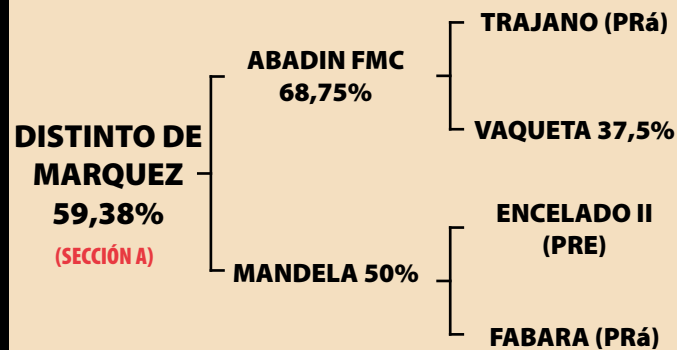 DISTINTO DE
MARQUEZ
59,38%
(SECCIÓN A)
ABADIN FMC
68,75%
MANDELA 50%
TRAJANO (PRá)
VAQUETA 37,5%
ENCELADO II
(PRE)
FABARA (PRá)